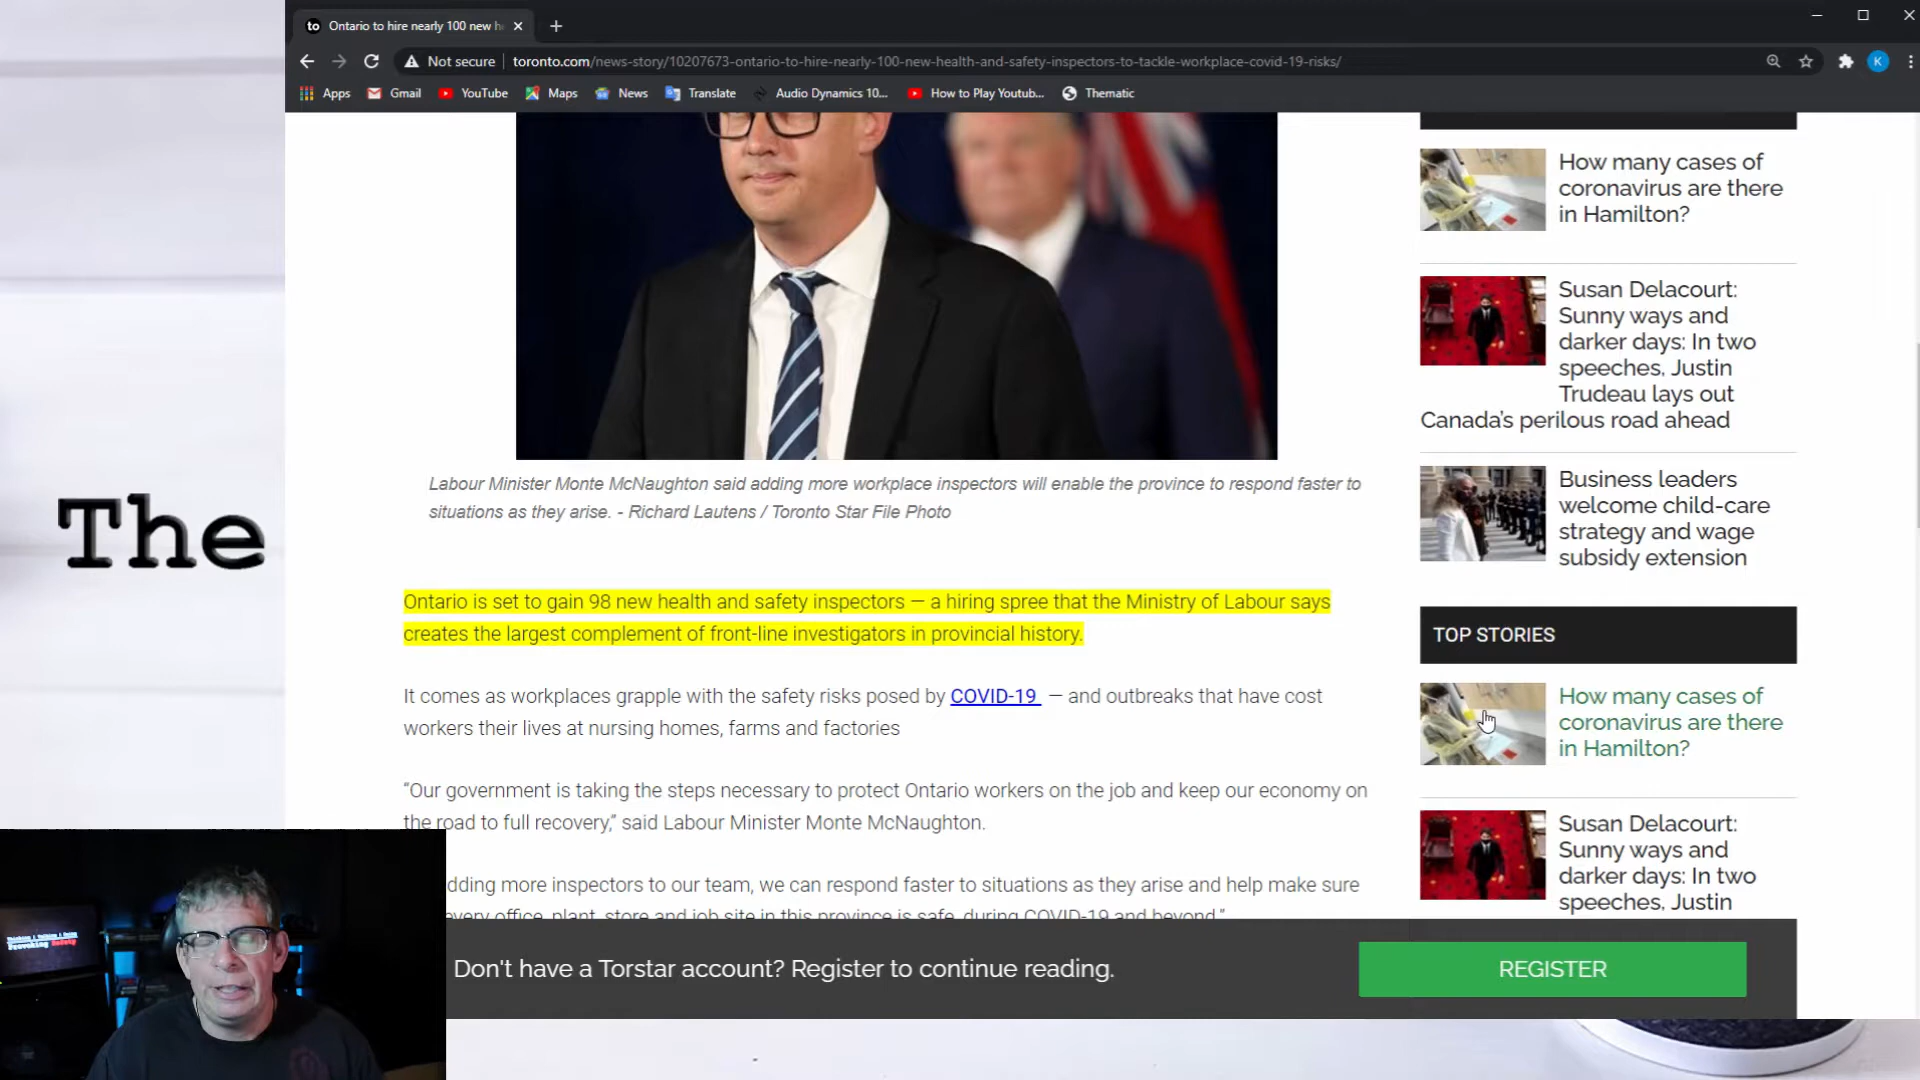 Ontario to hire nearly 100 new h
Not secure
toronto.com/news-story/10207673-ontario-to-hire-nearly-100-new-health-and-safety-inspectors-to-tackle-workplace-covid-19-risks/
K
Apps
Gmail
YouTube
Maps
News
Translate
Audio Dynamics 10...
How to Play Youtub...
Thematic
The
Labour Minister Monte McNaughton said adding more workplace inspectors will enable the province to respond faster to
situations as they arise. - Richard Lautens / Toronto Star File Photo
Ontario is set to gain 98 new health and safety inspectors — a hiring spree that the Ministry of Labour says
creates the largest complement of front-line investigators in provincial history.
It comes as workplaces grapple with the safety risks posed by COVID-19 — and outbreaks that have cost
workers their lives at nursing homes, farms and factories
“Our government is taking the steps necessary to protect Ontario workers on the job and keep our economy on
the road to full recovery,” said Labour Minister Monte McNaughton.
dding more inspectors to our team, we can respond faster to situations as they arise and help make sure
every office, plant, store and job site in this province is safe, during COVID-19 and beyond.”
How many cases of
coronavirus are there
in Hamilton?
Susan Delacourt:
Sunny ways and
darker days: In two
speeches, Justin
Trudeau lays out
Canada’s perilous road ahead
Business leaders
welcome child-care
strategy and wage
subsidy extension
TOP STORIES
How many cases of
coronavirus are there
in Hamilton?
Susan Delacourt:
Sunny ways and
darker days: In two
speeches, Justin
Don't have a Torstar account? Register to continue reading.
REGISTER
Provoking Safety